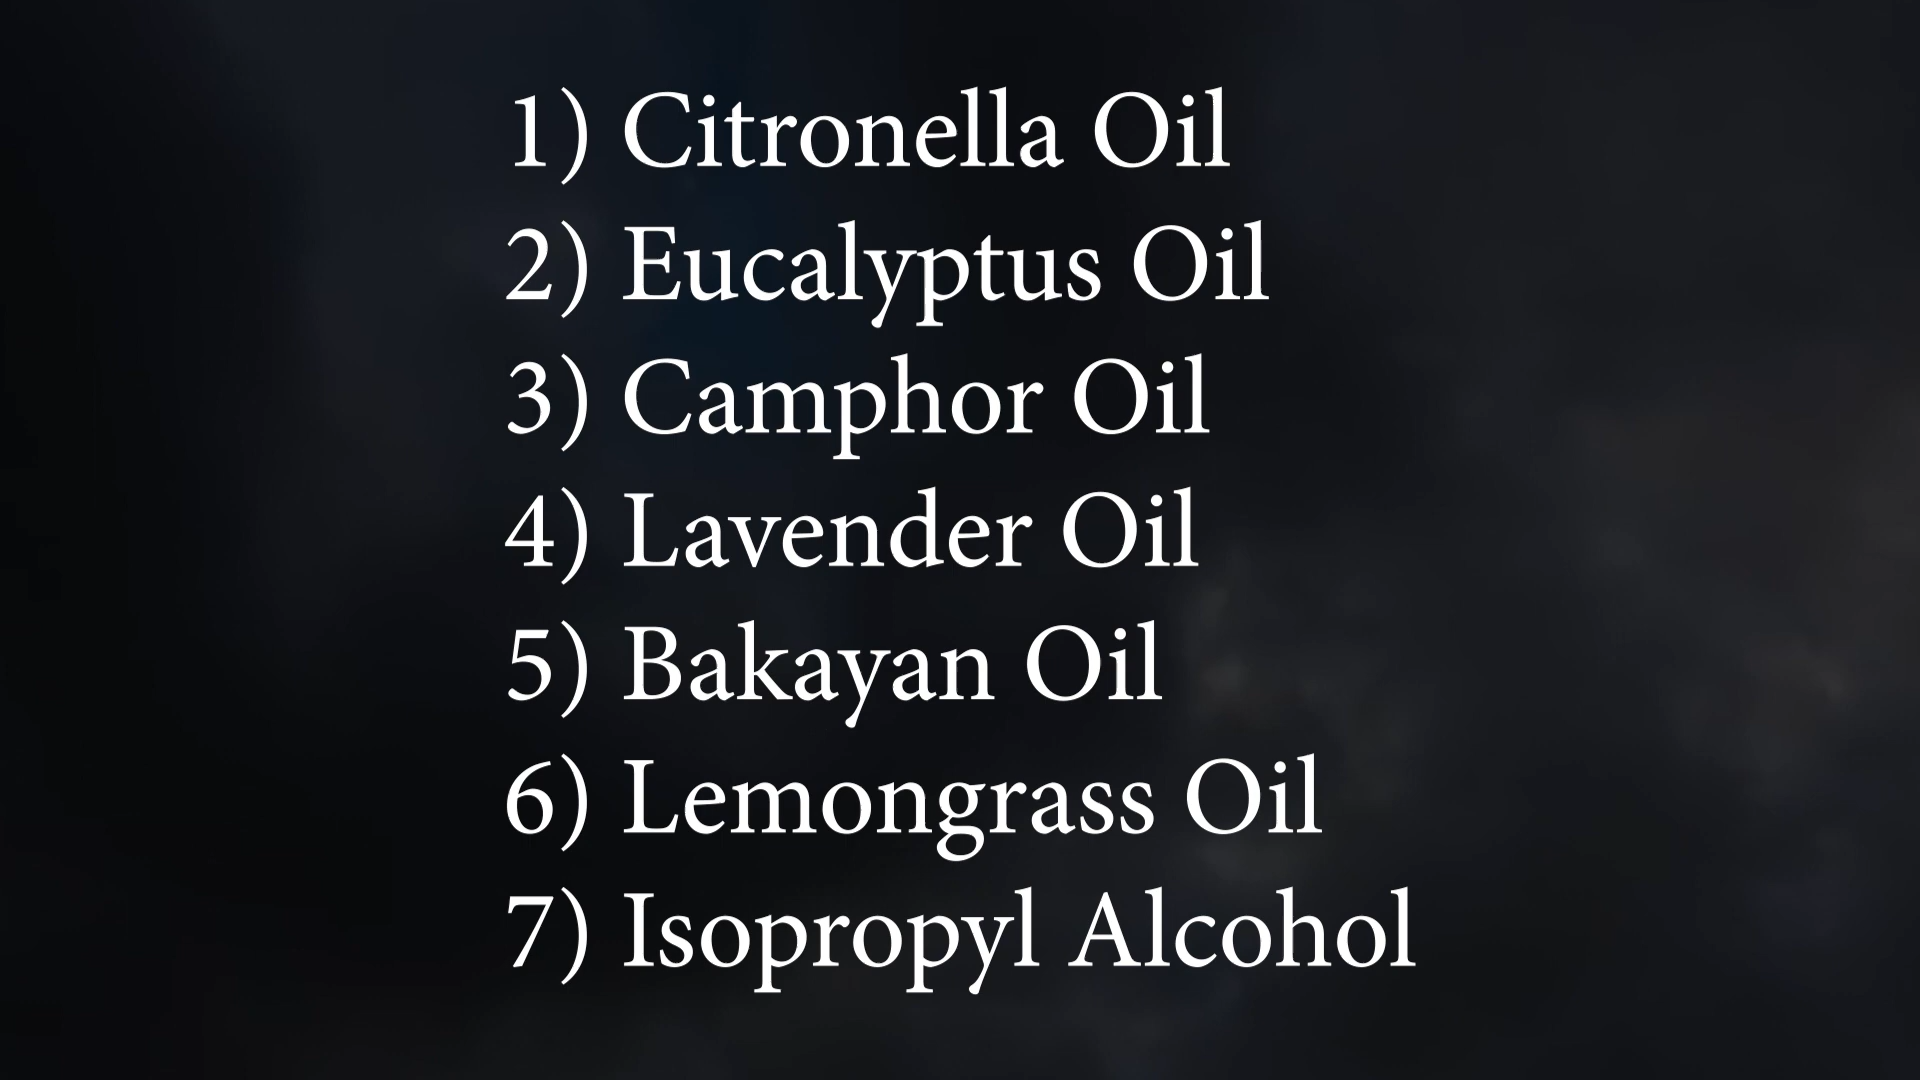 1) Citronella Oil
2) Eucalyptus Oil
3) Camphor Oil
4) Lavender Oil
5) Bakayan Oil
6) Lemongrass Oil
7) Isopropyl Alcohol